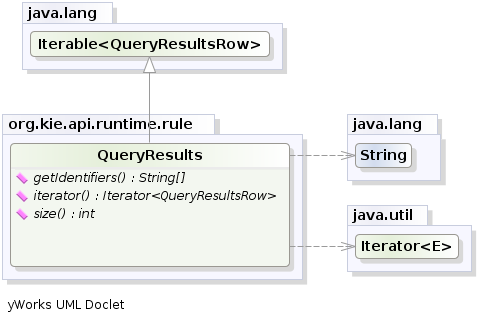 java.lang
Iterable<QueryResultsRow>
org.kie.api.runtime.rule
QueryResults
getIdentifiers() : String[]
iterator() : Iterator<QueryResultsRow>
size() : int
java.lang
String
java.util
Iterator<E>
yWorks UML Doclet